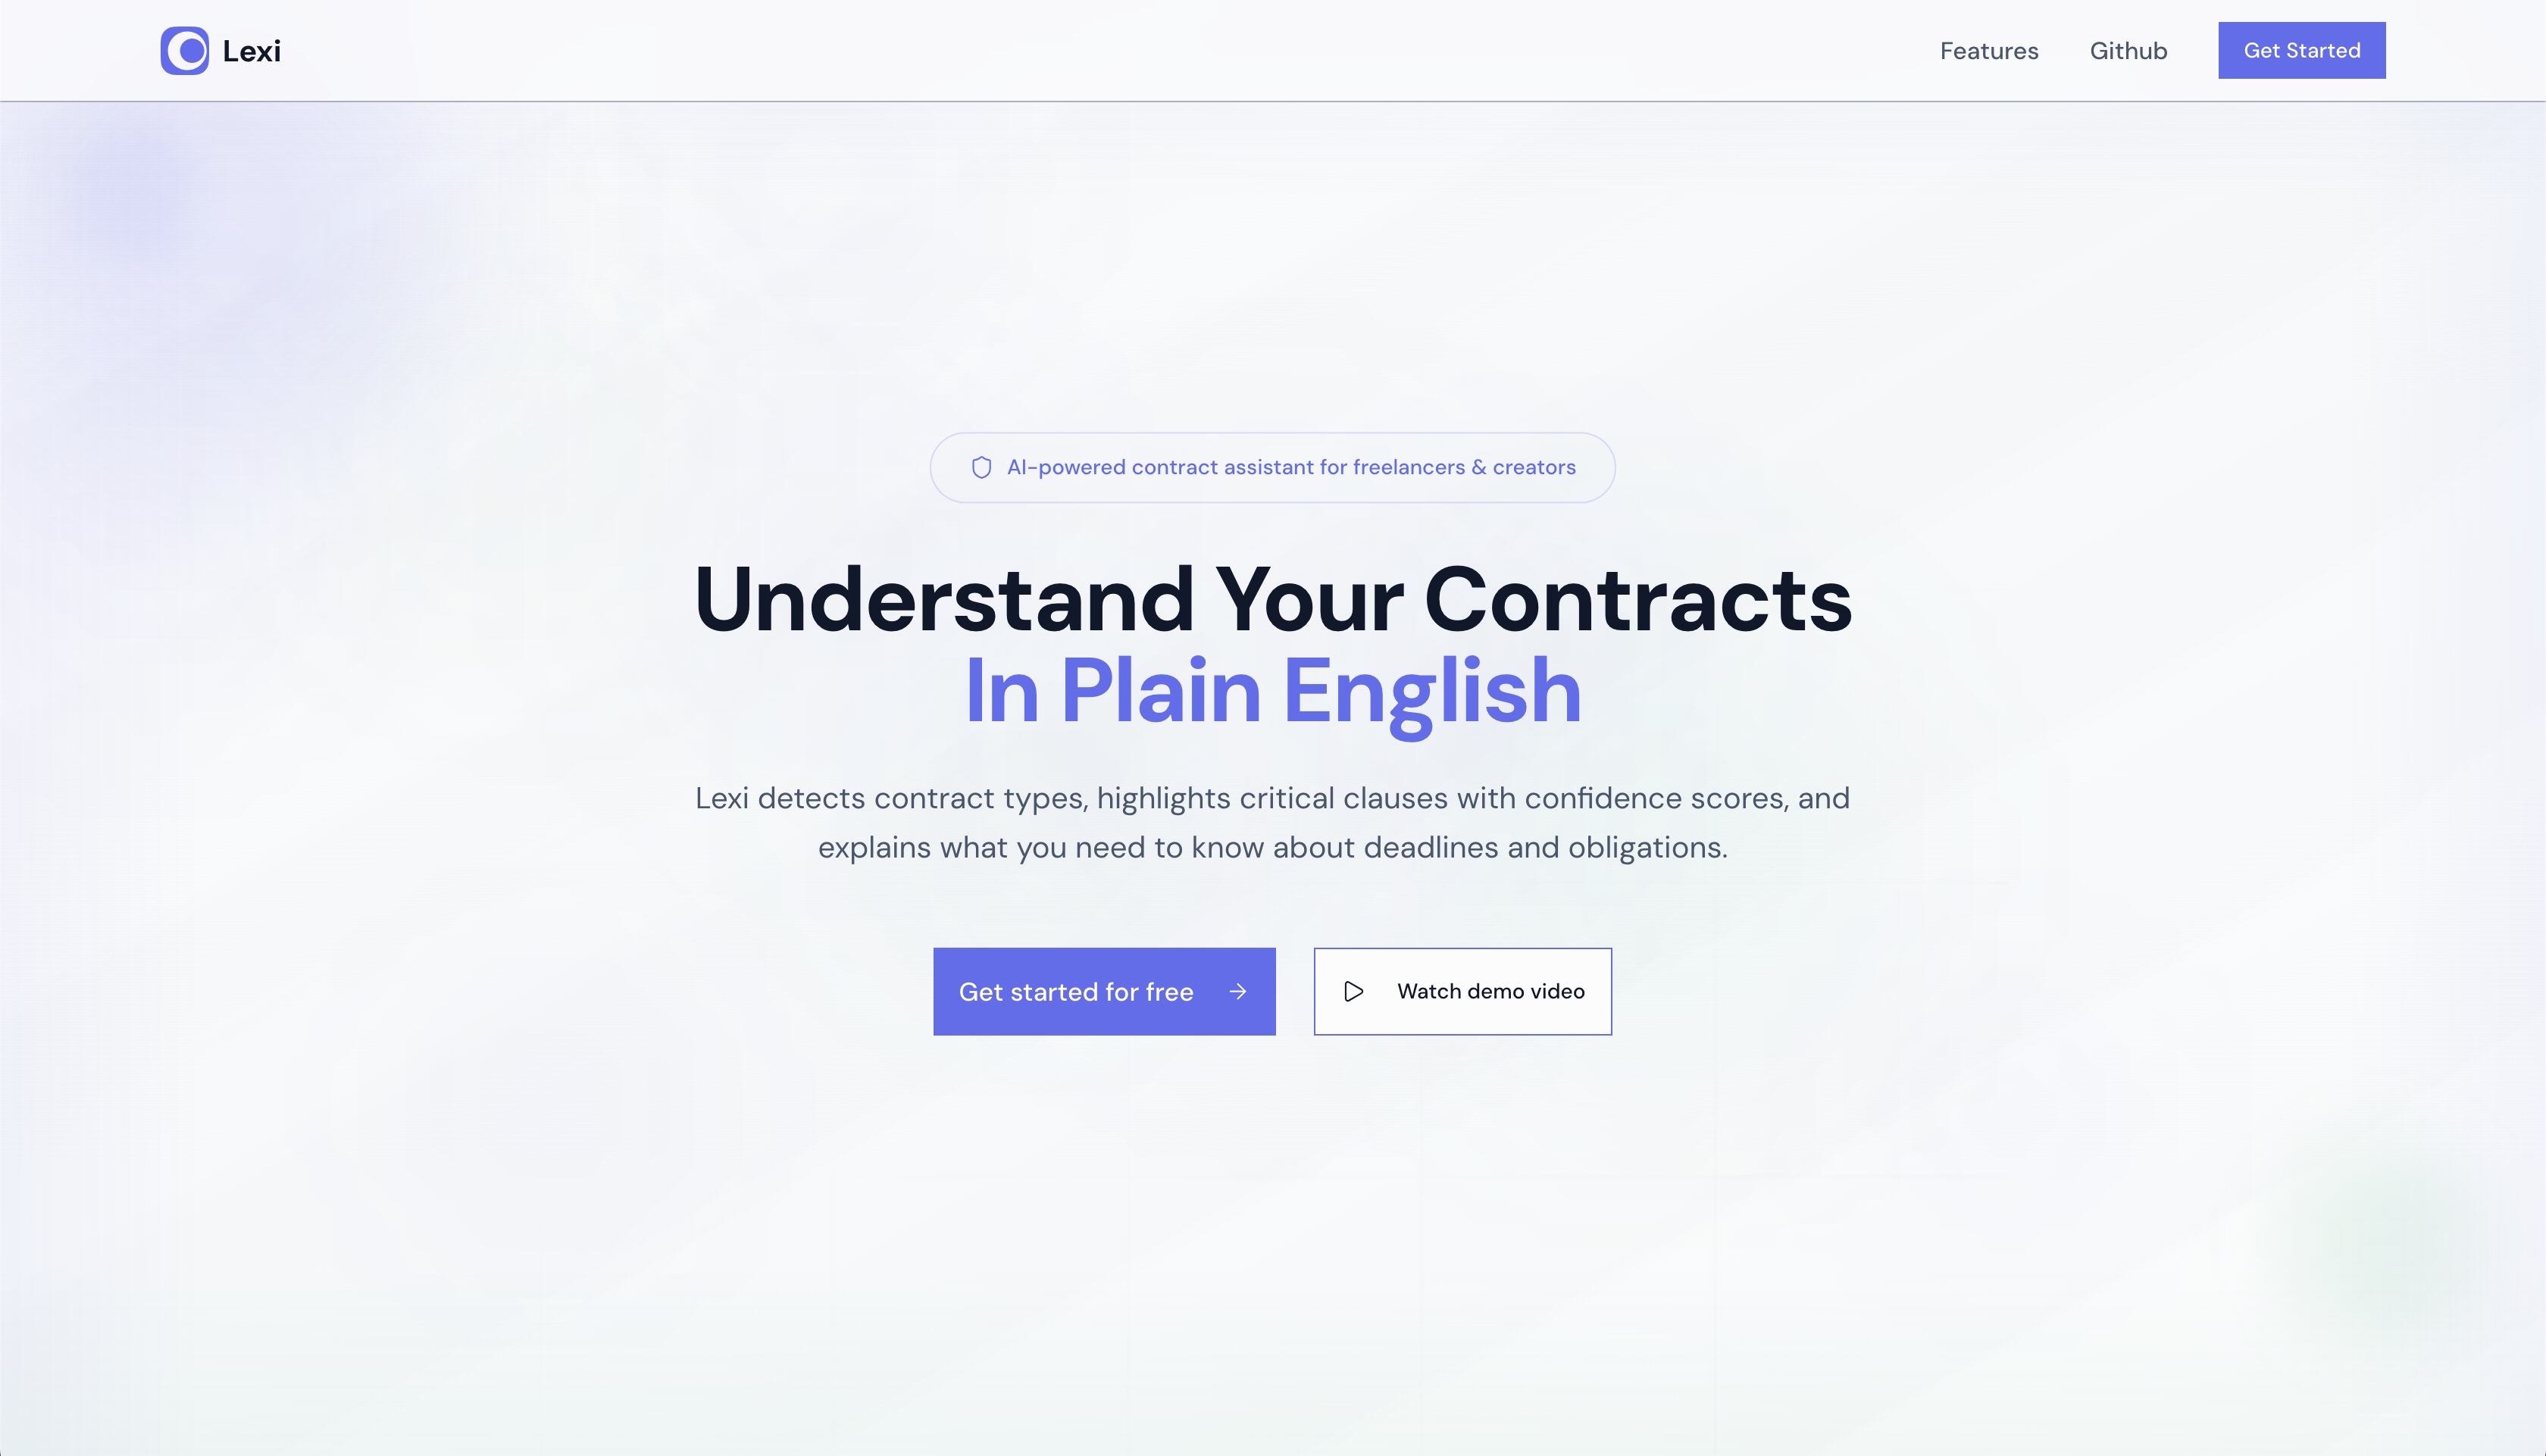 Lexi
Features
Github
Get Started
AI-powered contract assistant for freelancers & creators
Understand Your Contracts
In Plain English
Lexi detects contract types, highlights critical clauses with confidence scores, and
explains what you need to know about deadlines and obligations.
Get started for free
Watch demo video